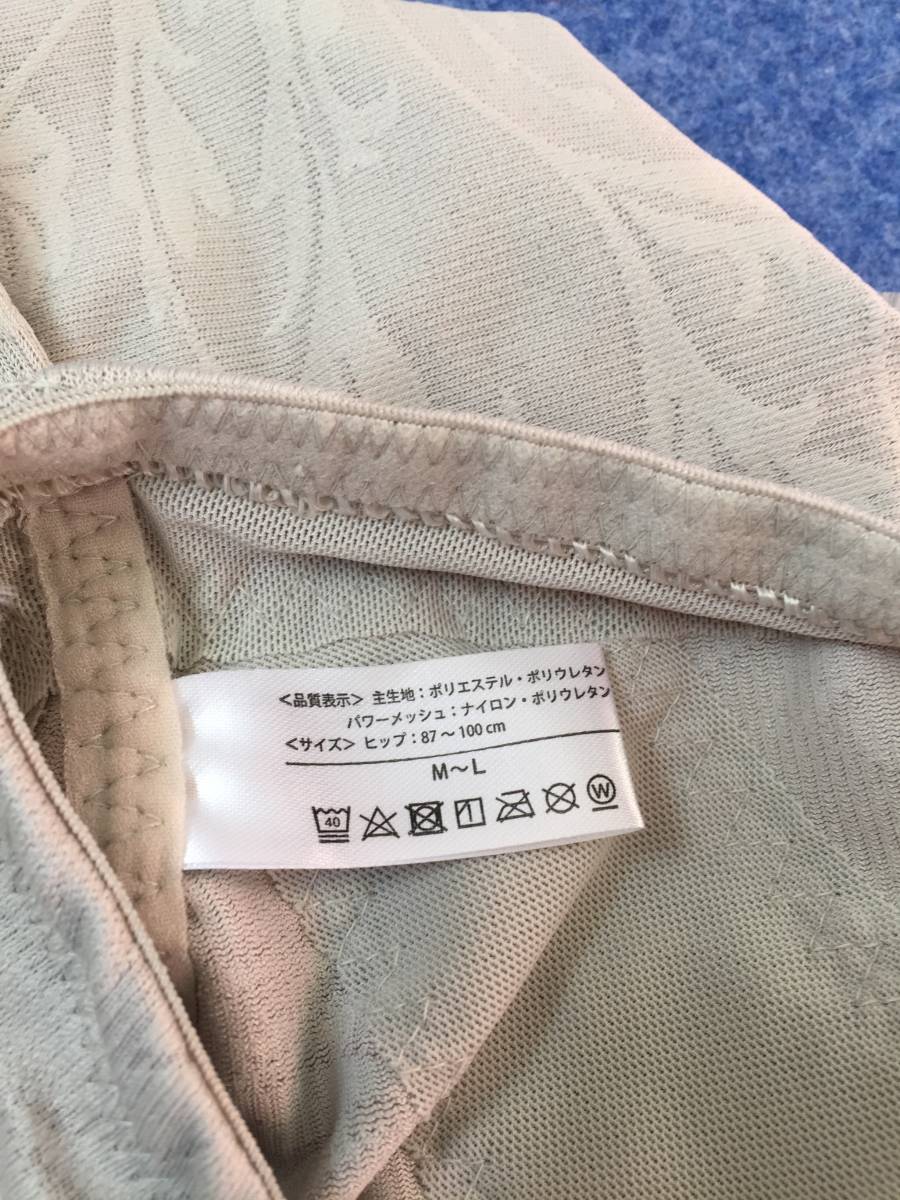 <品質表示> 主生地：ポリエステル・ポリウレタン
パワーメッシュ：ナイロン・ポリウレタン
<サイズ> ヒップ：87～100cm
M～L
40 W